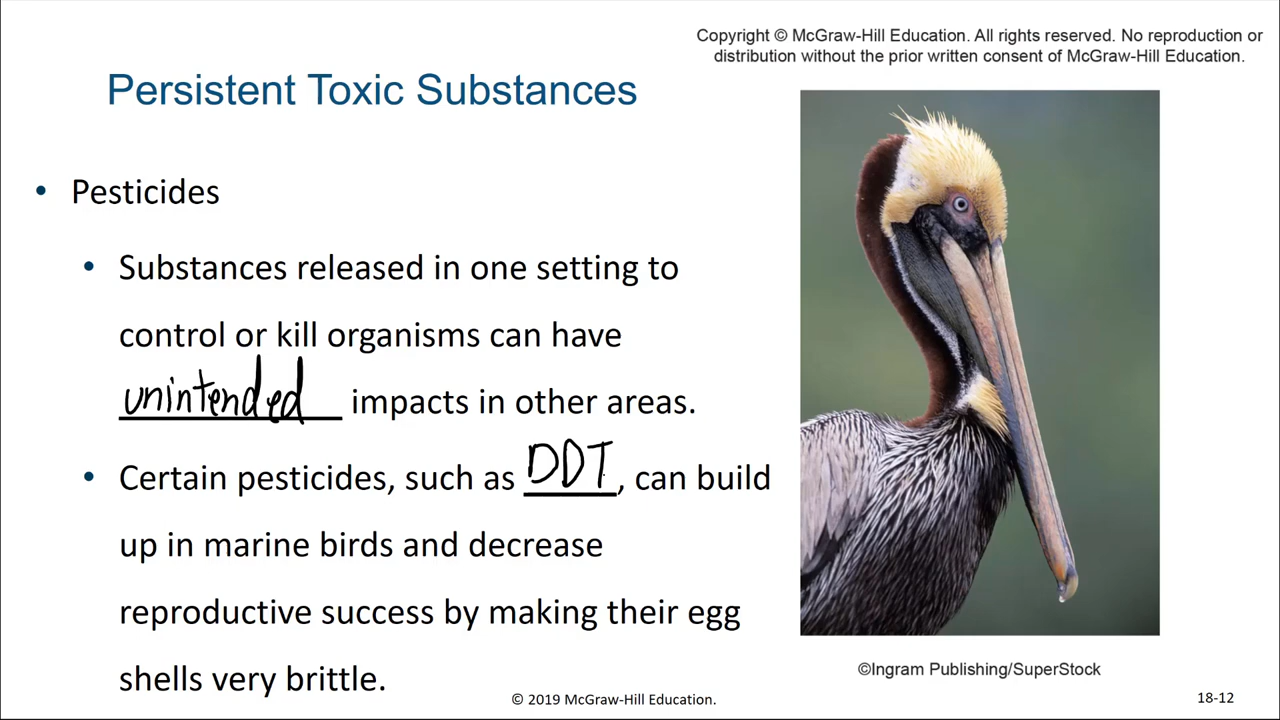 Copyright © McGraw-Hill Education. All rights reserved. No reproduction or
distribution without the prior written consent of McGraw-Hill Education.
Persistent Toxic Substances
• Pesticides
• Substances released in one setting to
control or kill organisms can have
unintended impacts in other areas.
• Certain pesticides, such as DDT, can build
up in marine birds and decrease
reproductive success by making their egg
shells very brittle.
©Ingram Publishing/SuperStock
© 2019 McGraw-Hill Education.
18-12